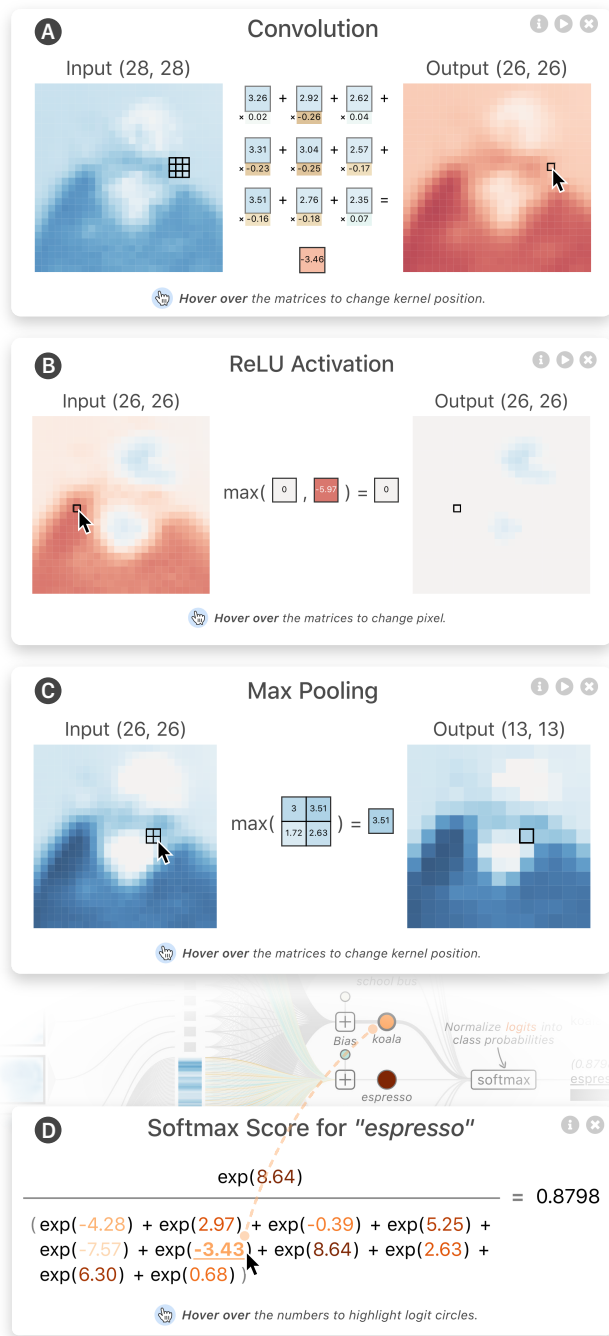 A Convolution
Input (28, 28)
Output (26, 26)
3.26 + 2.92 + 2.62 +
× 0.02 × -0.26 × 0.04
3.31 + 3.04 + 2.57 +
× -0.23 × -0.25 × -0.17
3.51 + 2.76 + 2.35 =
× -0.16 × -0.18 × 0.07
-3.46
Hover over the matrices to change kernel position.
B ReLU Activation
Input (26, 26)
Output (26, 26)
max( 0 , -5.97 ) = 0
Hover over the matrices to change pixel.
C Max Pooling
Input (26, 26)
Output (13, 13)
3 3.51
max( ) = 3.51
1.72 2.63
Hover over the matrices to change kernel position.
school bus
Bias
koala
Normalize logits into
class probabilities
espresso
softmax
(0.879
espres
D Softmax Score for "espresso"
exp(8.64)
= 0.8798
(exp(-4.28) + exp(2.97) + exp(-0.39) + exp(5.25) +
exp(-7.57) + exp(-3.43) + exp(8.64) + exp(2.63) +
exp(6.30) + exp(0.68) )
Hover over the numbers to highlight logit circles.